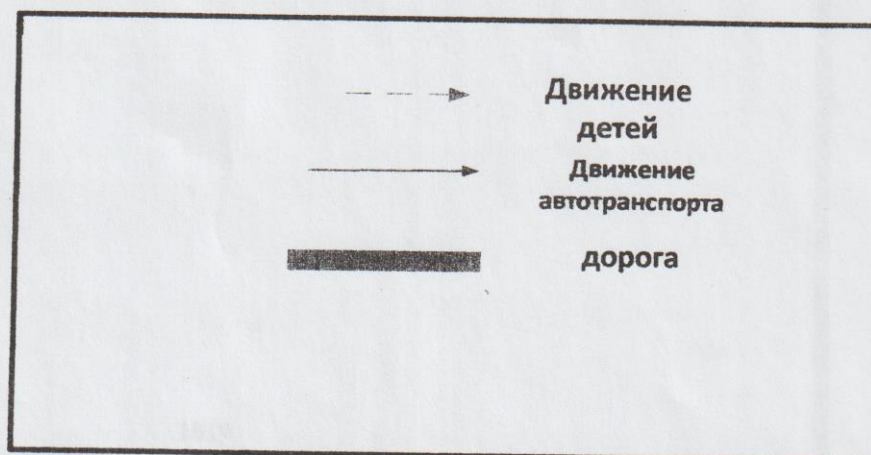 Движение
детей
Движение
автотранспорта
дорога